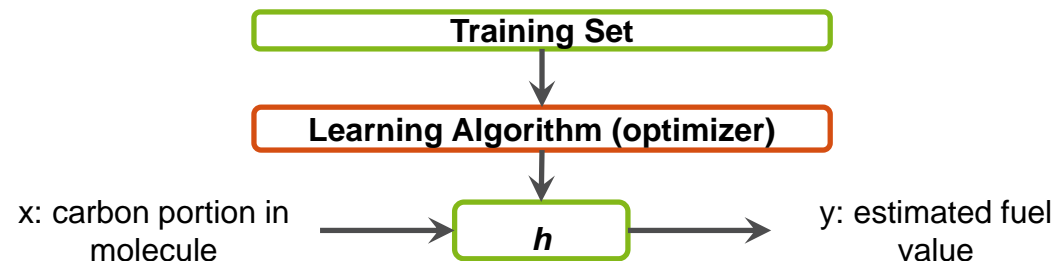 Training Set
Learning Algorithm (optimizer)
x: carbon portion in
molecule
h
y: estimated fuel
value